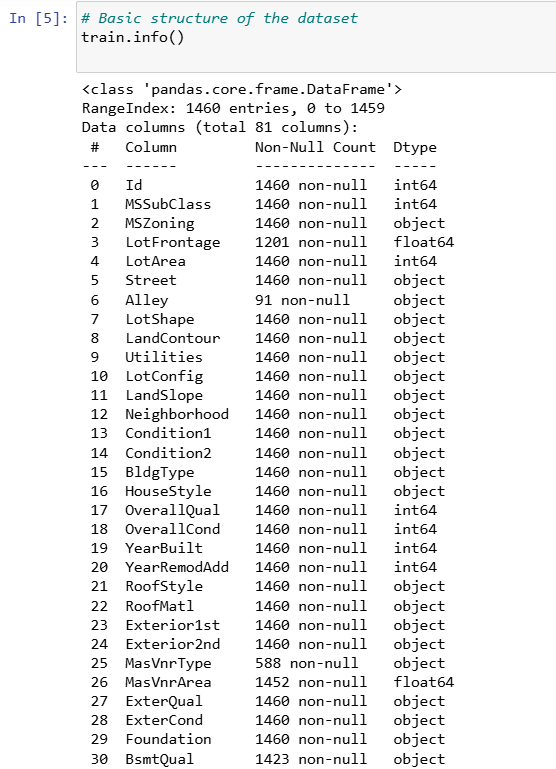 In [5]: # Basic structure of the dataset
train.info()
<class 'pandas.core.frame.DataFrame'>
RangeIndex: 1460 entries, 0 to 1459
Data columns (total 81 columns):
 #   Column         Non-Null Count  Dtype
---  ------         --------------  -----
 0   Id             1460 non-null   int64
 1   MSSubClass     1460 non-null   int64
 2   MSZoning       1460 non-null   object
 3   LotFrontage    1201 non-null   float64
 4   LotArea        1460 non-null   int64
 5   Street         1460 non-null   object
 6   Alley          91 non-null     object
 7   LotShape       1460 non-null   object
 8   LandContour    1460 non-null   object
 9   Utilities      1460 non-null   object
 10  LotConfig      1460 non-null   object
 11  LandSlope      1460 non-null   object
 12  Neighborhood   1460 non-null   object
 13  Condition1     1460 non-null   object
 14  Condition2     1460 non-null   object
 15  BldgType       1460 non-null   object
 16  HouseStyle     1460 non-null   object
 17  OverallQual    1460 non-null   int64
 18  OverallCond    1460 non-null   int64
 19  YearBuilt      1460 non-null   int64
 20  YearRemodAdd   1460 non-null   int64
 21  RoofStyle      1460 non-null   object
 22  RoofMatl       1460 non-null   object
 23  Exterior1st    1460 non-null   object
 24  Exterior2nd    1460 non-null   object
 25  MasVnrType     588 non-null    object
 26  MasVnrArea     1452 non-null   float64
 27  ExterQual      1460 non-null   object
 28  ExterCond      1460 non-null   object
 29  Foundation     1460 non-null   object
 30  BsmtQual       1423 non-null   object